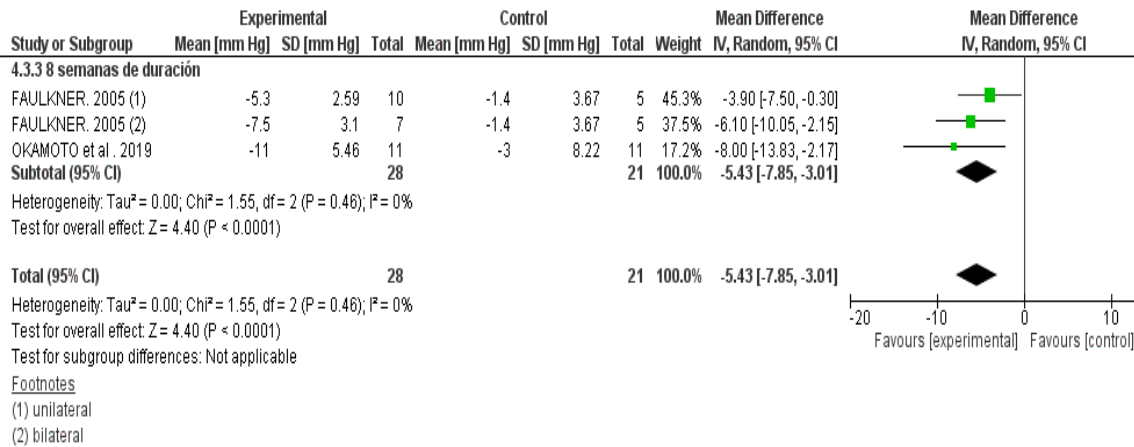 Experimental Control Mean Difference Mean Difference
Study or Subgroup Mean [mm Hg] SD [mm Hg] Total Mean [mm Hg] SD [mm Hg] Total Weight IV, Random, 95% CI IV, Random, 95% CI
4.3.3 8 semanas de duración
FAULKNER. 2005 (1) -5.3 2.59 10 -1.4 3.67 5 45.3% -3.90 [-7.50, -0.30]
FAULKNER. 2005 (2) -7.5 3.1 7 -1.4 3.67 5 37.5% -6.10 [-10.05, -2.15]
OKAMOTO et al . 2019 -11 5.46 11 -3 8.22 11 17.2% -8.00 [-13.83, -2.17]
Subtotal (95% CI) 28 21 100.0% -5.43 [-7.85, -3.01]
Heterogeneity: Tau² = 0.00; Chi² = 1.55, df = 2 (P = 0.46); I² = 0%
Test for overall effect: Z = 4.40 (P < 0.0001)
Total (95% CI) 28 21 100.0% -5.43 [-7.85, -3.01]
Heterogeneity: Tau² = 0.00; Chi² = 1.55, df = 2 (P = 0.46); I² = 0%
Test for overall effect: Z = 4.40 (P < 0.0001)
Test for subgroup differences: Not applicable
-20 -10 0 10
Favours [experimental] Favours [control]
Footnotes
(1) unilateral
(2) bilateral